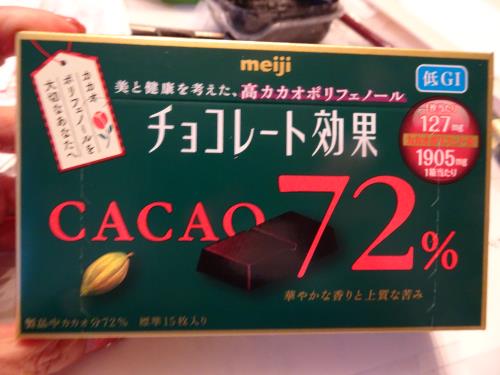 meiji
低GI
美と健康を考えた、高カカオポリフェノール
カカオ
ポリフェノールを
大切なあなたへ
チョコレート効果
127mg
1905mg
1箱当たり
CACAO 72%
華やかな香りと上質な苦み
製品中カカオ分72% 標準15枚入り